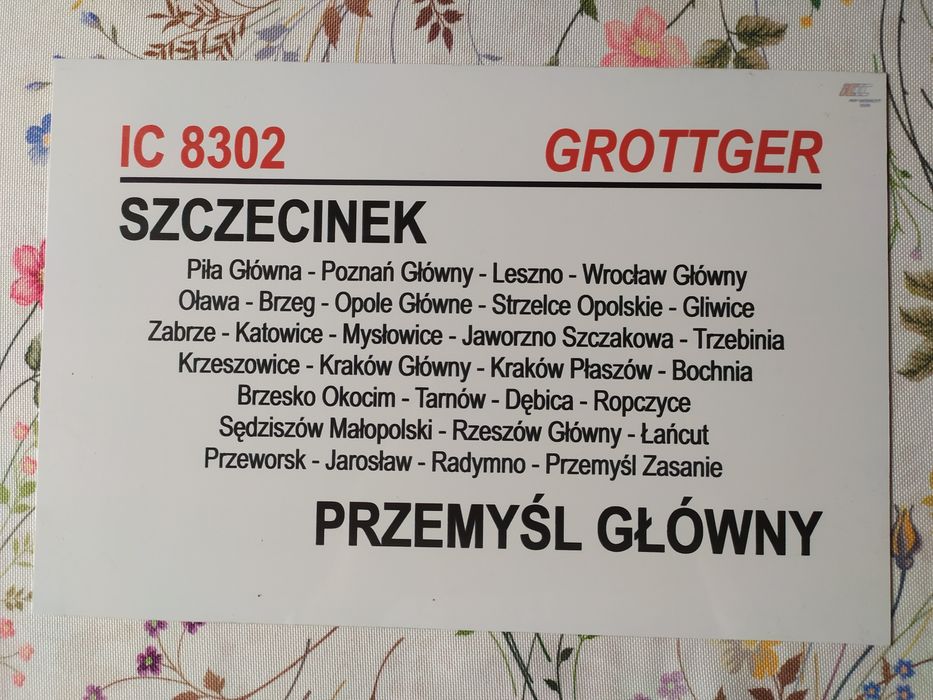 IC 8302 GROTTGER
SZCZECINEK
Piła Główna - Poznań Główny - Leszno - Wrocław Główny
Oława - Brzeg - Opole Główne - Strzelce Opolskie - Gliwice
Zabrze - Katowice - Mysłowice - Jaworzno Szczakowa - Trzebinia
Krzeszowice - Kraków Główny - Kraków Płaszów - Bochnia
Brzesko Okocim - Tarnów - Dębica - Ropczyce
Sędziszów Małopolski - Rzeszów Główny - Łańcut
Przeworsk - Jarosław - Radymno - Przemyśl Zasanie
PRZEMYŚL GŁÓWNY